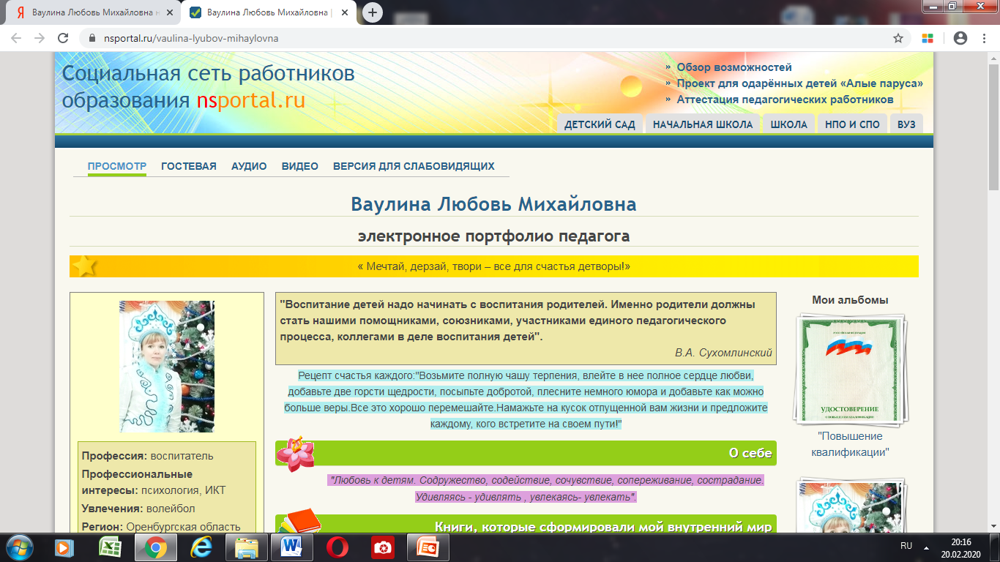 Ваулина Любовь Михайловна н
Ваулина Любовь Михайловна |
nsportal.ru/vaulina-lyubov-mihaylovna
Социальная сеть работников
образования nsportal.ru
» Обзор возможностей
» Проект для одарённых детей «Алые паруса»
» Аттестация педагогических работников
ДЕТСКИЙ САД НАЧАЛЬНАЯ ШКОЛА ШКОЛА НПО И СПО ВУЗ
ПРОСМОТР ГОСТЕВАЯ АУДИО ВИДЕО ВЕРСИЯ ДЛЯ СЛАБОВИДЯЩИХ
Ваулина Любовь Михайловна
электронное портфолио педагога
« Мечтай, дерзай, твори – все для счастья детворы!»
Профессия: воспитатель
Профессиональные
интересы: психология, ИКТ
Увлечения: волейбол
Регион: Оренбургская область
"Воспитание детей надо начинать с воспитания родителей. Именно родители должны
стать нашими помощниками, союзниками, участниками единого педагогического
процесса, коллегами в деле воспитания детей".
В.А. Сухомлинский
Рецепт счастья каждого:"Возьмите полную чашу терпения, влейте в нее полное сердце любви,
добавьте две горсти щедрости, посыпьте добротой, плесните немного юмора и добавьте как можно
больше веры.Все это хорошо перемешайте.Намажьте на кусок отпущенной вам жизни и предложите
каждому, кого встретите на своем пути!"
О себе
"Любовь к детям. Содружество, содействие, сочувствие, сопереживание, сострадание.
Удивляясь - удивлять , увлекаясь- увлекать".
Книги, которые сформировали мой внутренний мир
Мои альбомы
РОССИЙСКАЯ ФЕДЕРАЦИЯ
УДОСТОВЕРЕНИЕ
О ПОВЫШЕНИИ КВАЛИФИКАЦИИ
"Повышение
квалификации"
RU
20:16
20.02.2020